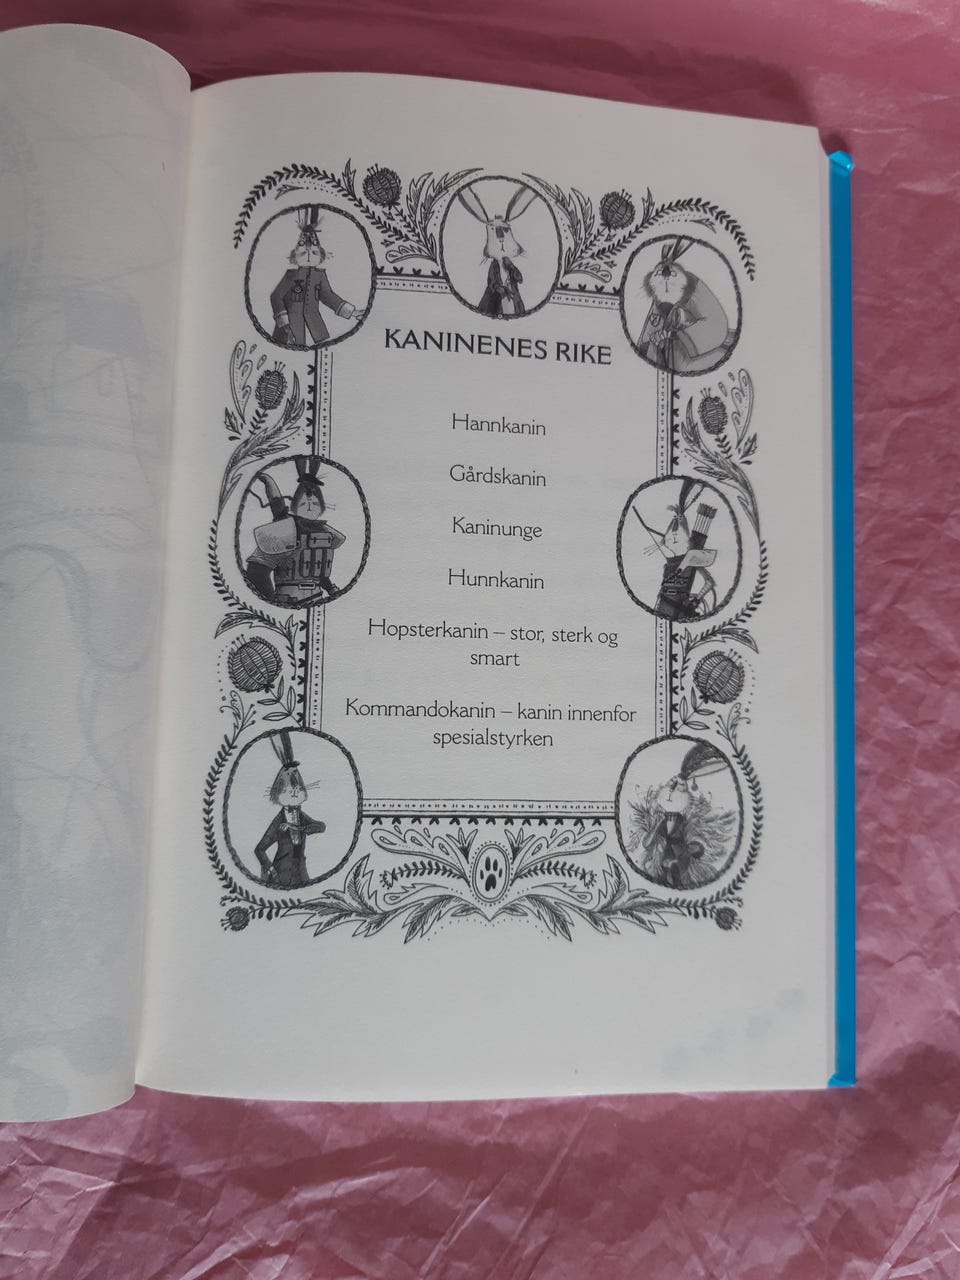 KANINENES RIKE
Hannkanin
Gårdskanin
Kaninunge
Hunnkanin
Hopsterkanin – stor, sterk og
smart
Kommandokanin – kanin innenfor
spesialstyrken